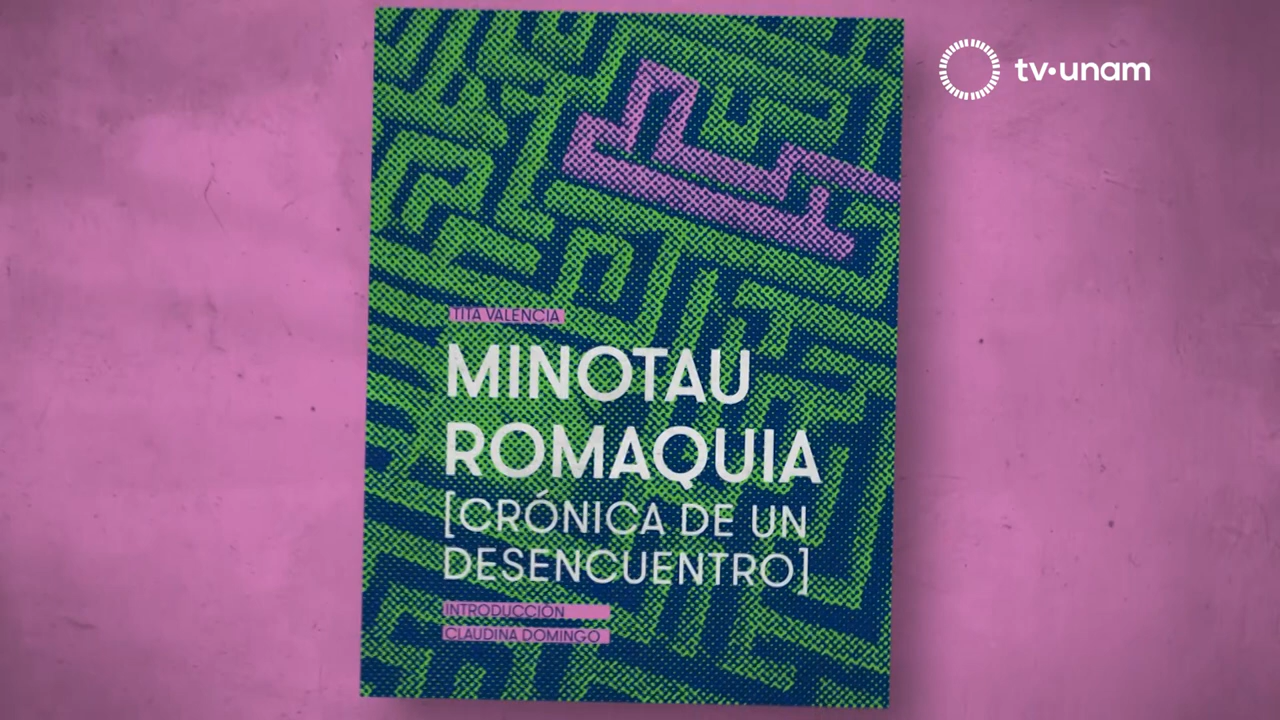 tv·unam
TITA VALENCIA
MINOTAU
ROMAQUIA
[CRÓNICA DE UN
DESENCUENTRO]
INTRODUCCIÓN
CLAUDINA DOMINGO